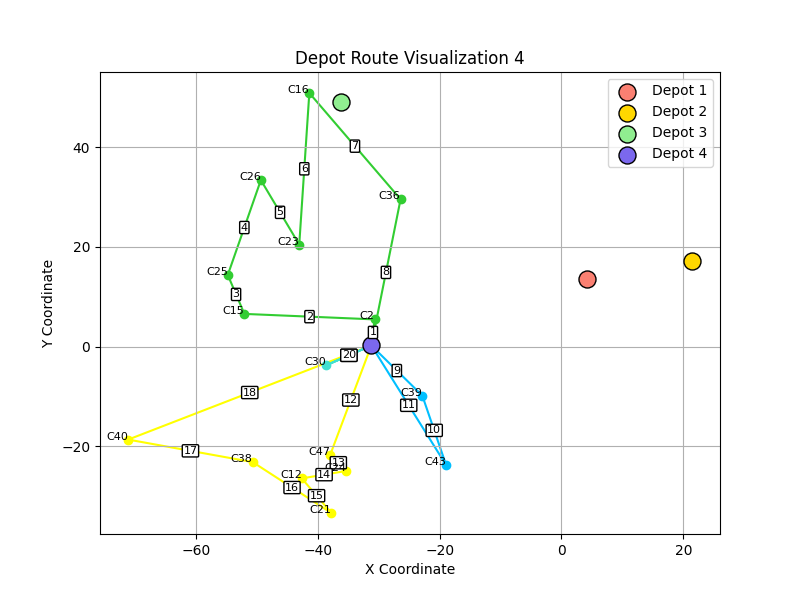 Depot Route Visualization 4
Depot 1
Depot 2
Depot 3
Depot 4
Y Coordinate
X Coordinate
40
20
0
−20
−60
−40
−20
0
20
C16
C26
C36
C23
C25
C15
C2
C30
C39
C40
C47
C38
C43
C12
C21
1
2
3
4
5
6
7
8
9
10
11
12
13
14
15
16
17
18
20